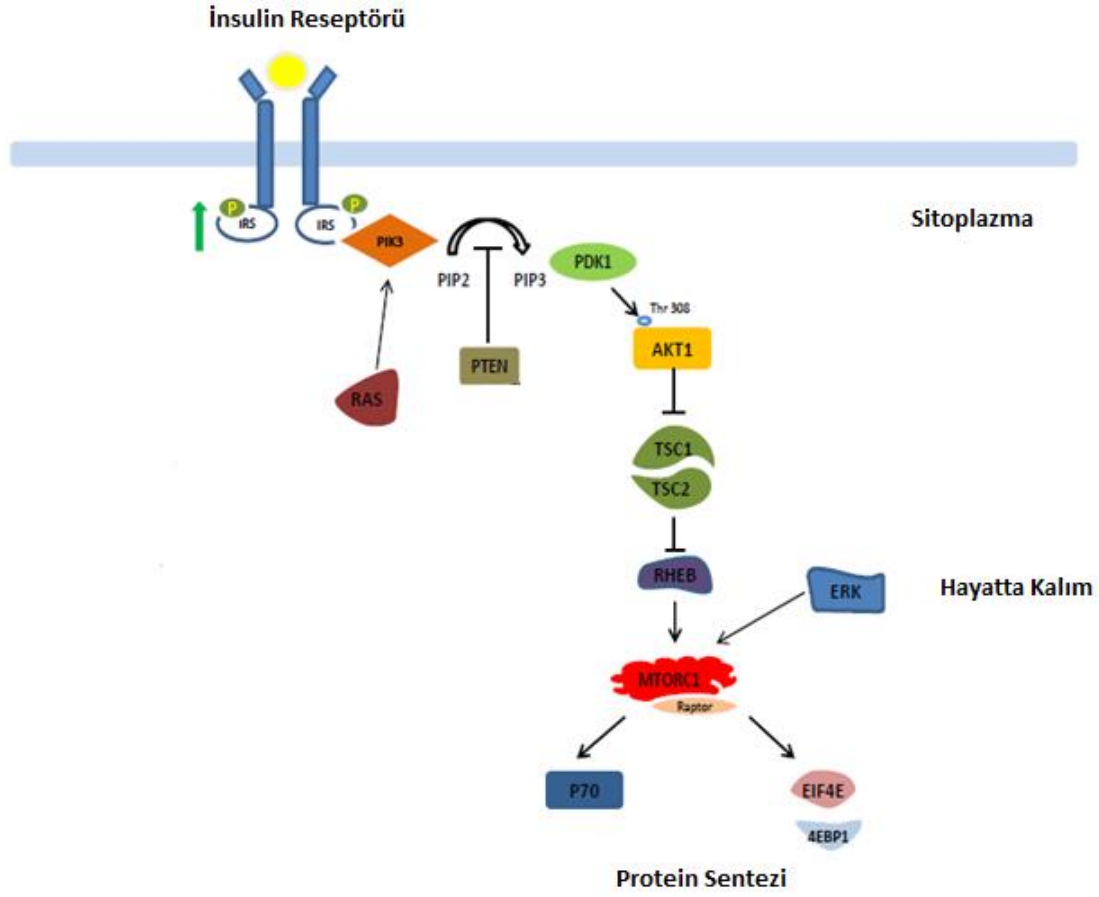 İnsulin Reseptörü
P
P
IRS
IRS
Sitoplazma
PIK3
PDK1
PIP2
PIP3
Thr 308
AKT1
PTEN
RAS
TSC1
TSC2
RHEB
ERK
Hayatta Kalım
MTORC1
Raptor
P70
EIF4E
4EBP1
Protein Sentezi